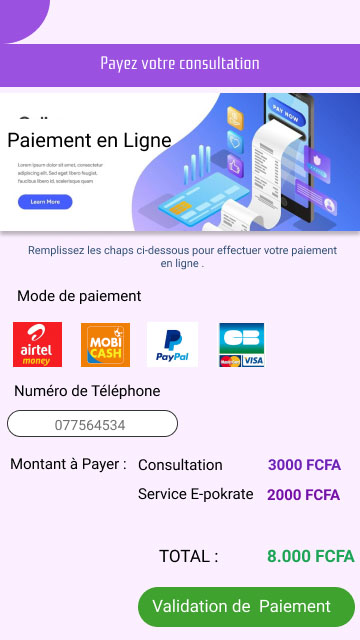 Payez votre consultation
PAY NOW
Paiement en Ligne
Lorem ipsum dolor sit amet, consectetur
adipiscing elit. Sed libero feugiat,
faucibus libero id, scelerisque quam
Learn More
Remplissez les chaps ci-dessous pour effectuer votre paiement
en ligne .
Mode de paiement
airtel
money
MOBI
CASH
PayPal
CB
MasterCard VISA
Numéro de Téléphone
077564534
Montant à Payer : Consultation 3000 FCFA
Service E-pokrate 2000 FCFA
TOTAL : 8.000 FCFA
Validation de Paiement